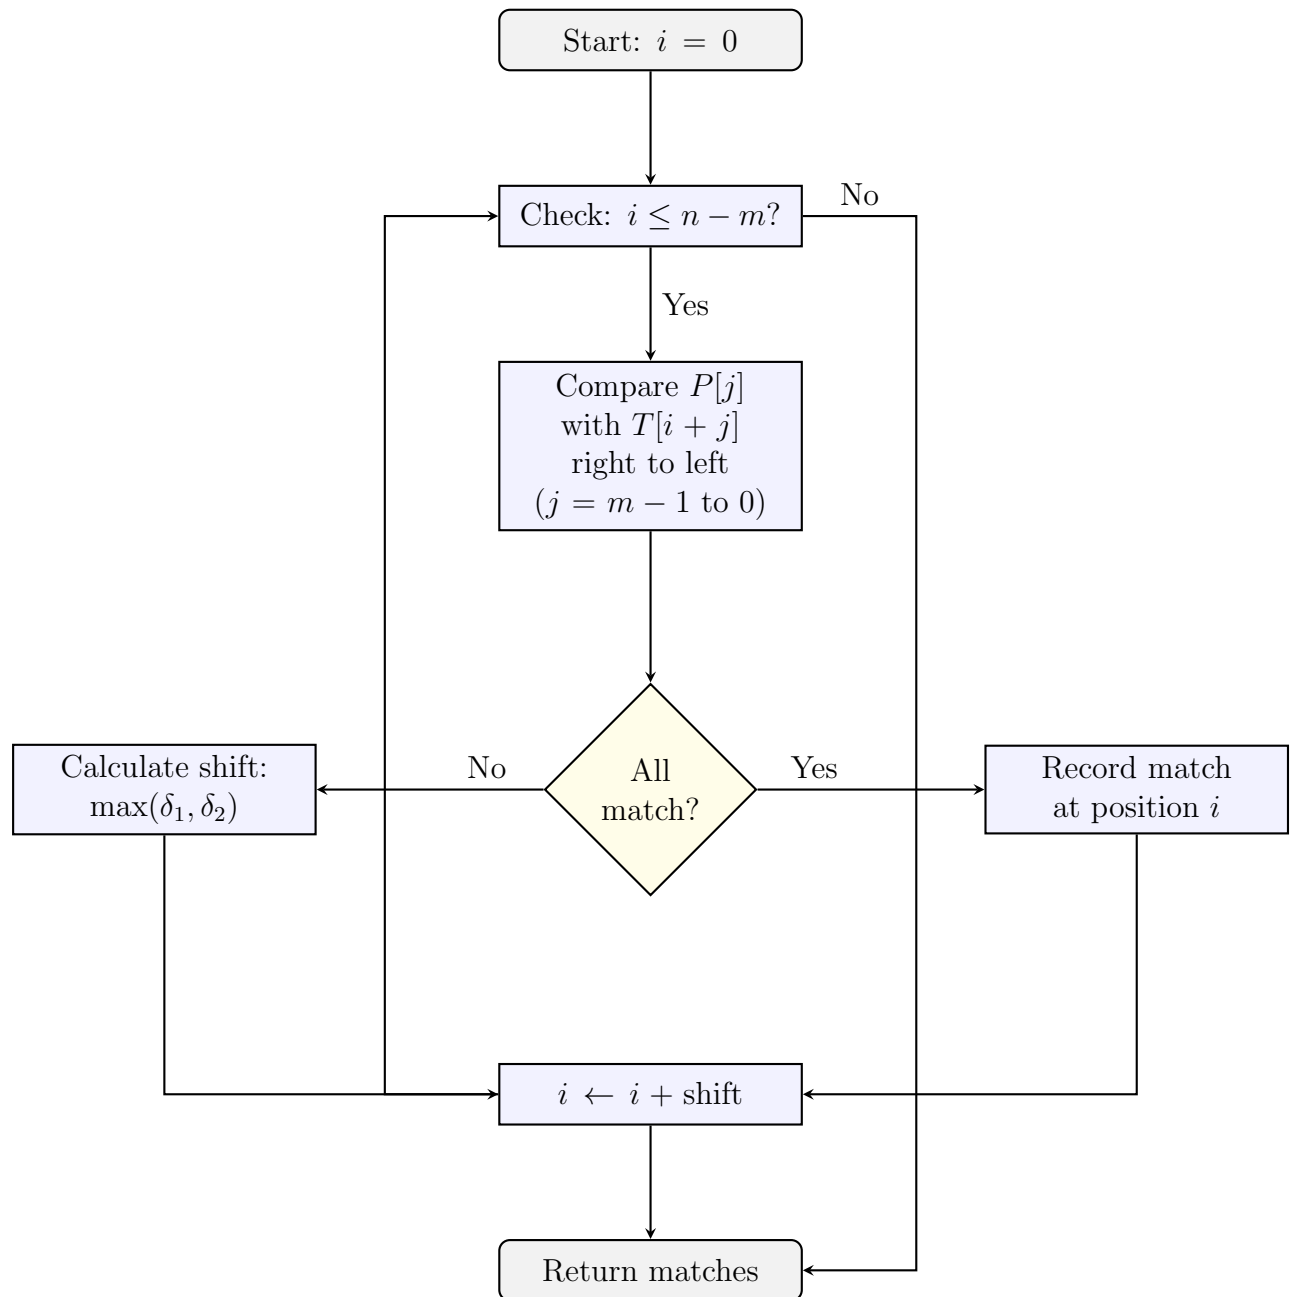 Start: i = 0
Check: i ≤ n − m?
No
Yes
Compare P[j]
with T[i + j]
right to left
(j = m − 1 to 0)
All
match?
No
Yes
Calculate shift:
max(δ₁, δ₂)
Record match
at position i
i ← i + shift
Return matches